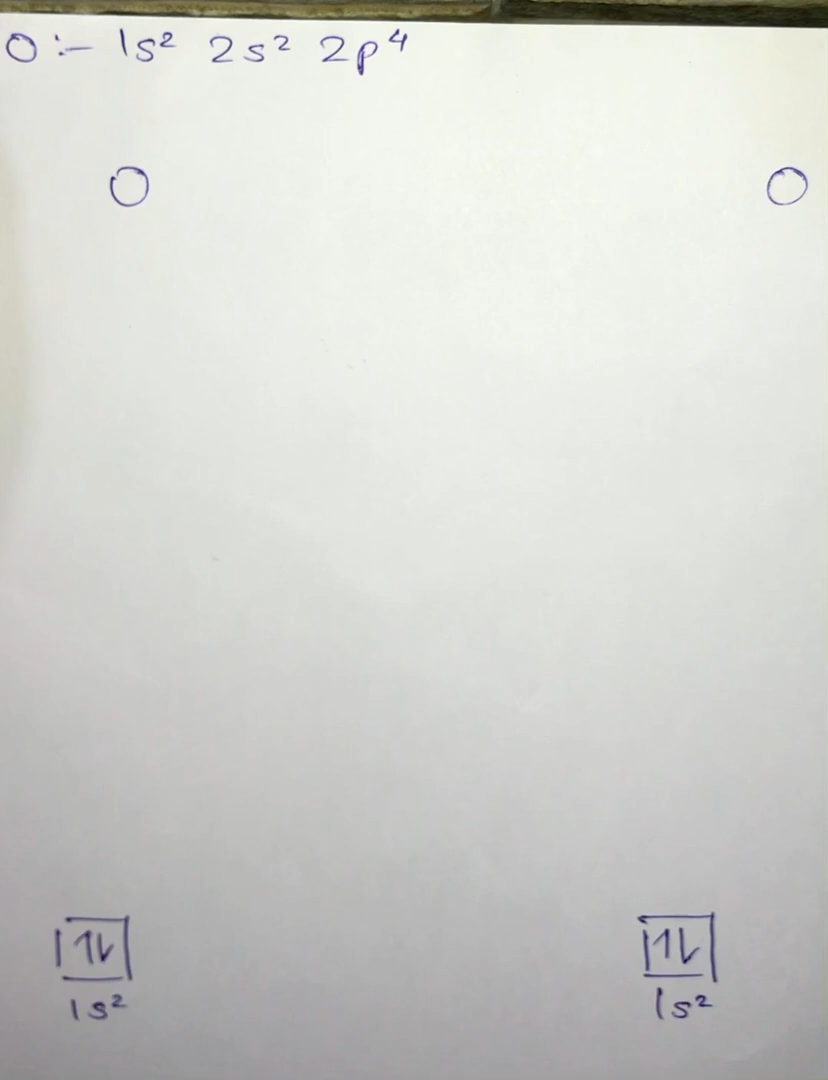 O :- 1s² 2s² 2p⁴
O O
↿⇂ ↿⇂
1s² 1s²